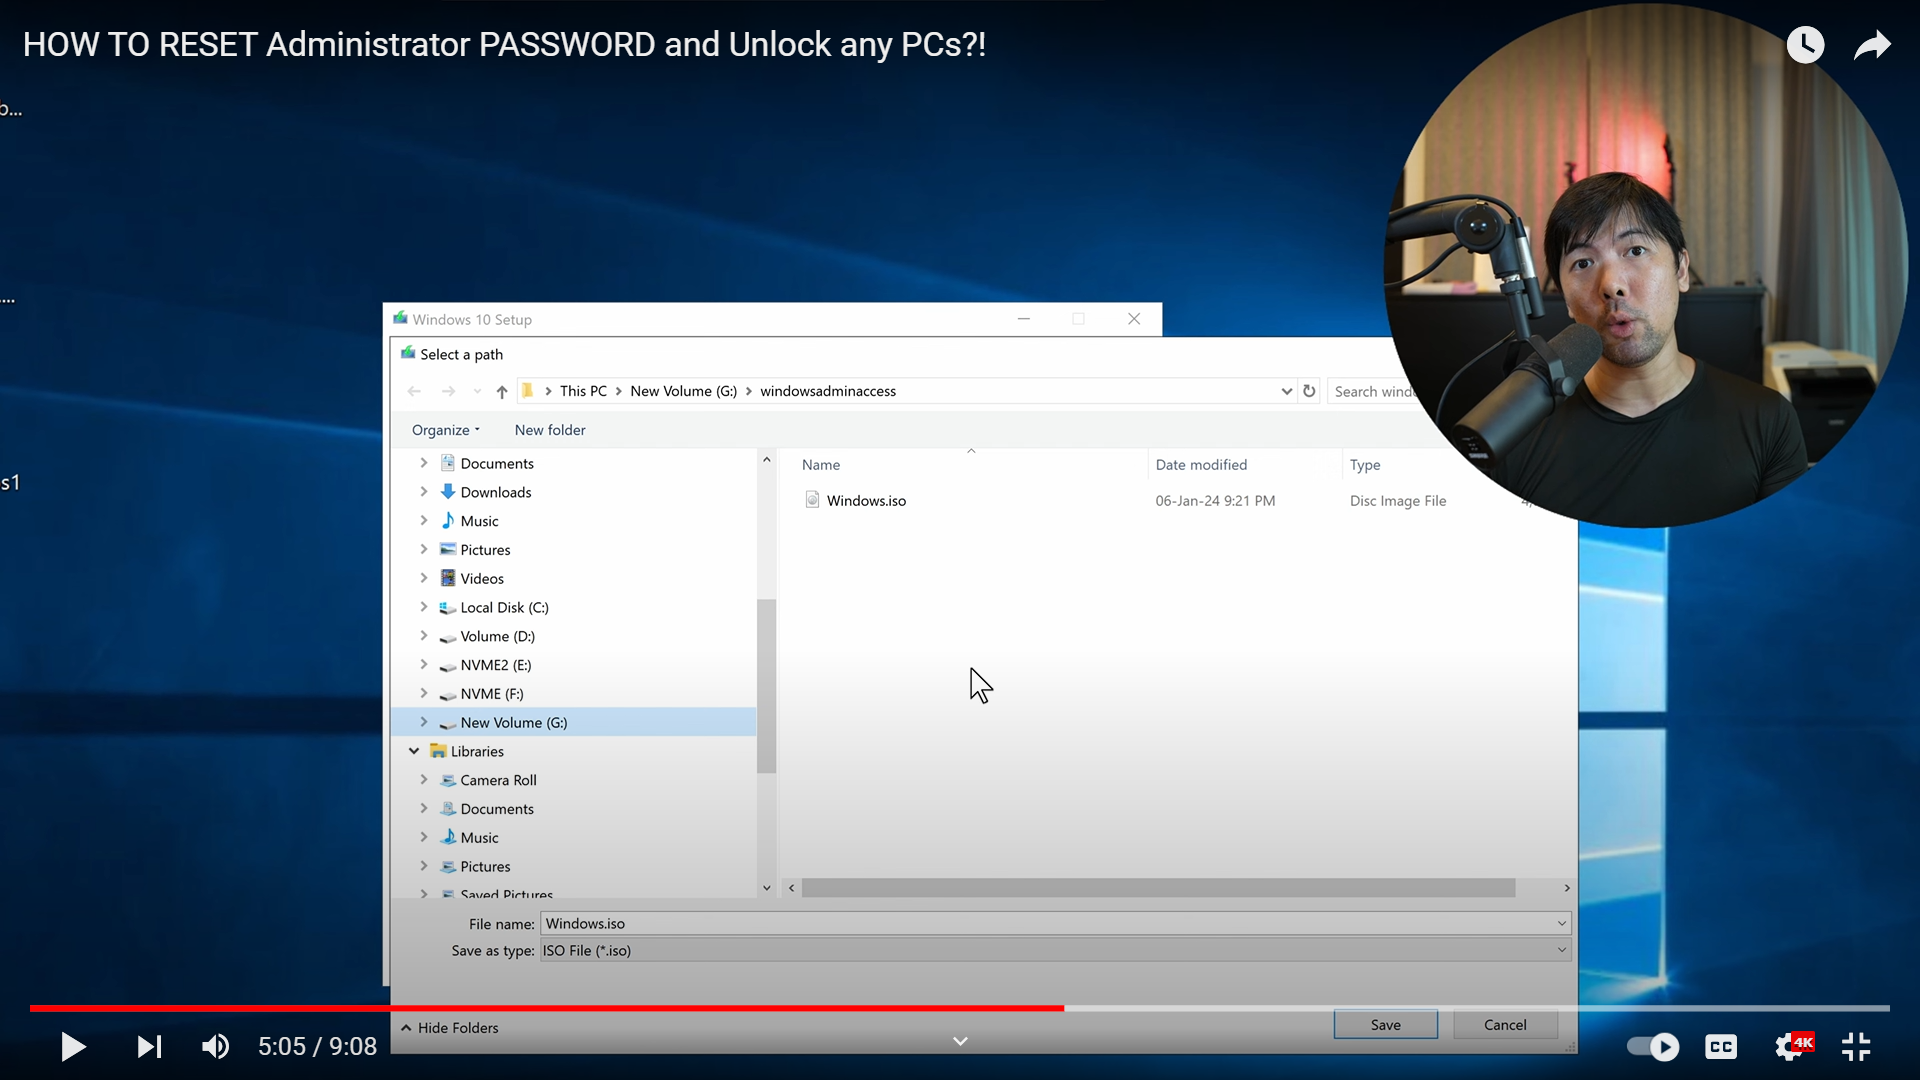 HOW TO RESET Administrator PASSWORD and Unlock any PCs?!
b...
....
s1
Windows 10 Setup
Select a path
This PC > New Volume (G:) > windowsadminaccess
Search wind
Organize
New folder
Documents
Downloads
Music
Pictures
Videos
Local Disk (C:)
Volume (D:)
NVME2 (E:)
NVME (F:)
New Volume (G:)
Libraries
Camera Roll
Documents
Music
Pictures
Saved Pictures
Name Date modified Type
Windows.iso 06-Jan-24 9:21 PM Disc Image File
File name: Windows.iso
Save as type: ISO File (*.iso)
Hide Folders
Save
Cancel
5:05 / 9:08
CC
4K